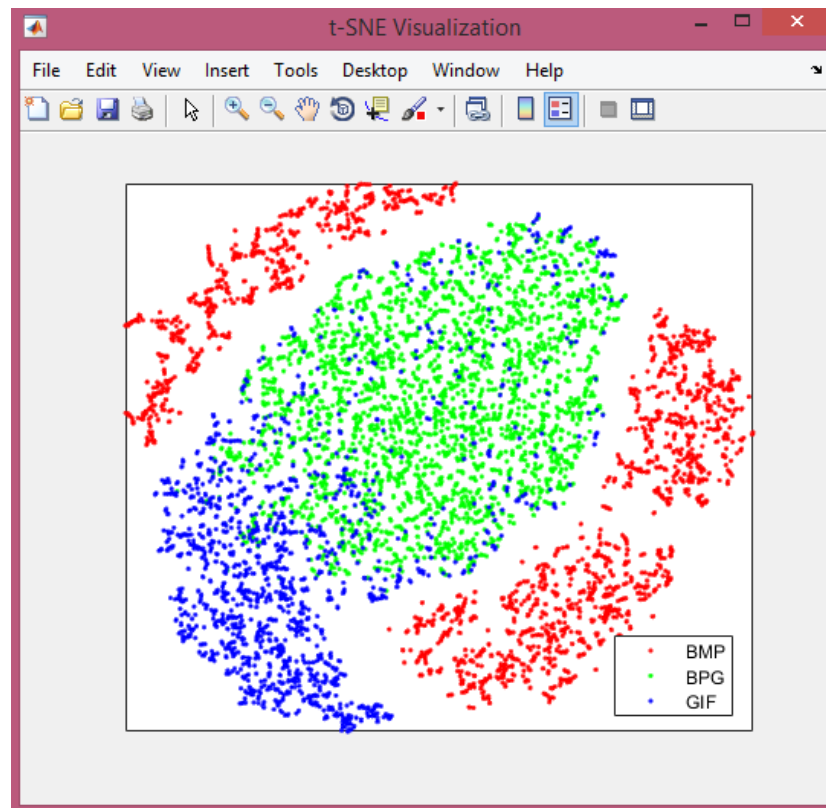 t-SNE Visualization
File Edit View Insert Tools Desktop Window Help
BMP
BPG
GIF